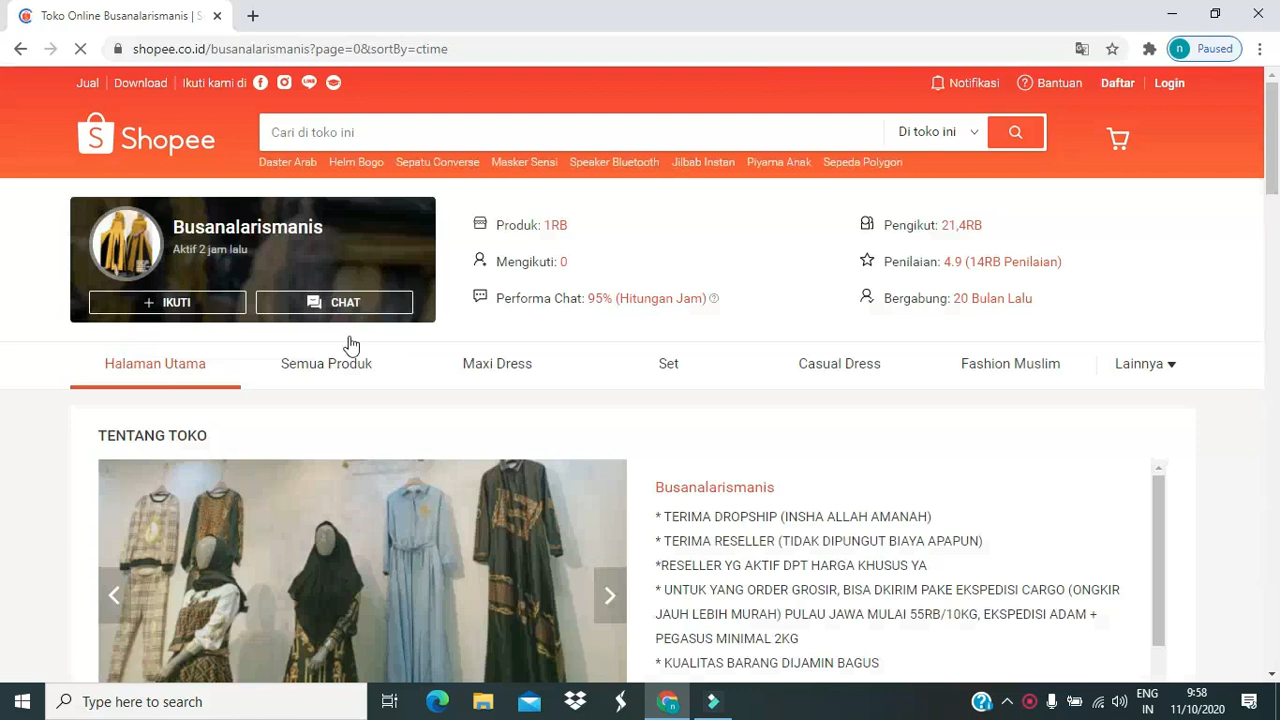 Toko Online Busanalarismanis | S
shopee.co.id/busanalarismanis?page=0&sortBy=ctime
n Paused
Jual Download Ikuti kami di
Notifikasi Bantuan Daftar Login
Shopee
Cari di toko ini
Di toko ini
Daster Arab Helm Bogo Sepatu Converse Masker Sensi Speaker Bluetooth Jilbab Instan Piyama Anak Sepeda Polygon
Busanalarismanis
Aktif 2 jam lalu
+ IKUTI
CHAT
Produk: 1RB
Pengikut: 21,4RB
Mengikuti: 0
Penilaian: 4.9 (14RB Penilaian)
Performa Chat: 95% (Hitungan Jam)
Bergabung: 20 Bulan Lalu
Halaman Utama Semua Produk Maxi Dress Set Casual Dress Fashion Muslim Lainnya
TENTANG TOKO
Busanalarismanis
* TERIMA DROPSHIP (INSHA ALLAH AMANAH)
* TERIMA RESELLER (TIDAK DIPUNGUT BIAYA APAPUN)
*RESELLER YG AKTIF DPT HARGA KHUSUS YA
* UNTUK YANG ORDER GROSIR, BISA DKIRIM PAKE EKSPEDISI CARGO (ONGKIR
JAUH LEBIH MURAH) PULAU JAWA MULAI 55RB/10KG, EKSPEDISI ADAM +
PEGASUS MINIMAL 2KG
* KUALITAS BARANG DIJAMIN BAGUS
Type here to search
ENG
IN
9:58
11/10/2020